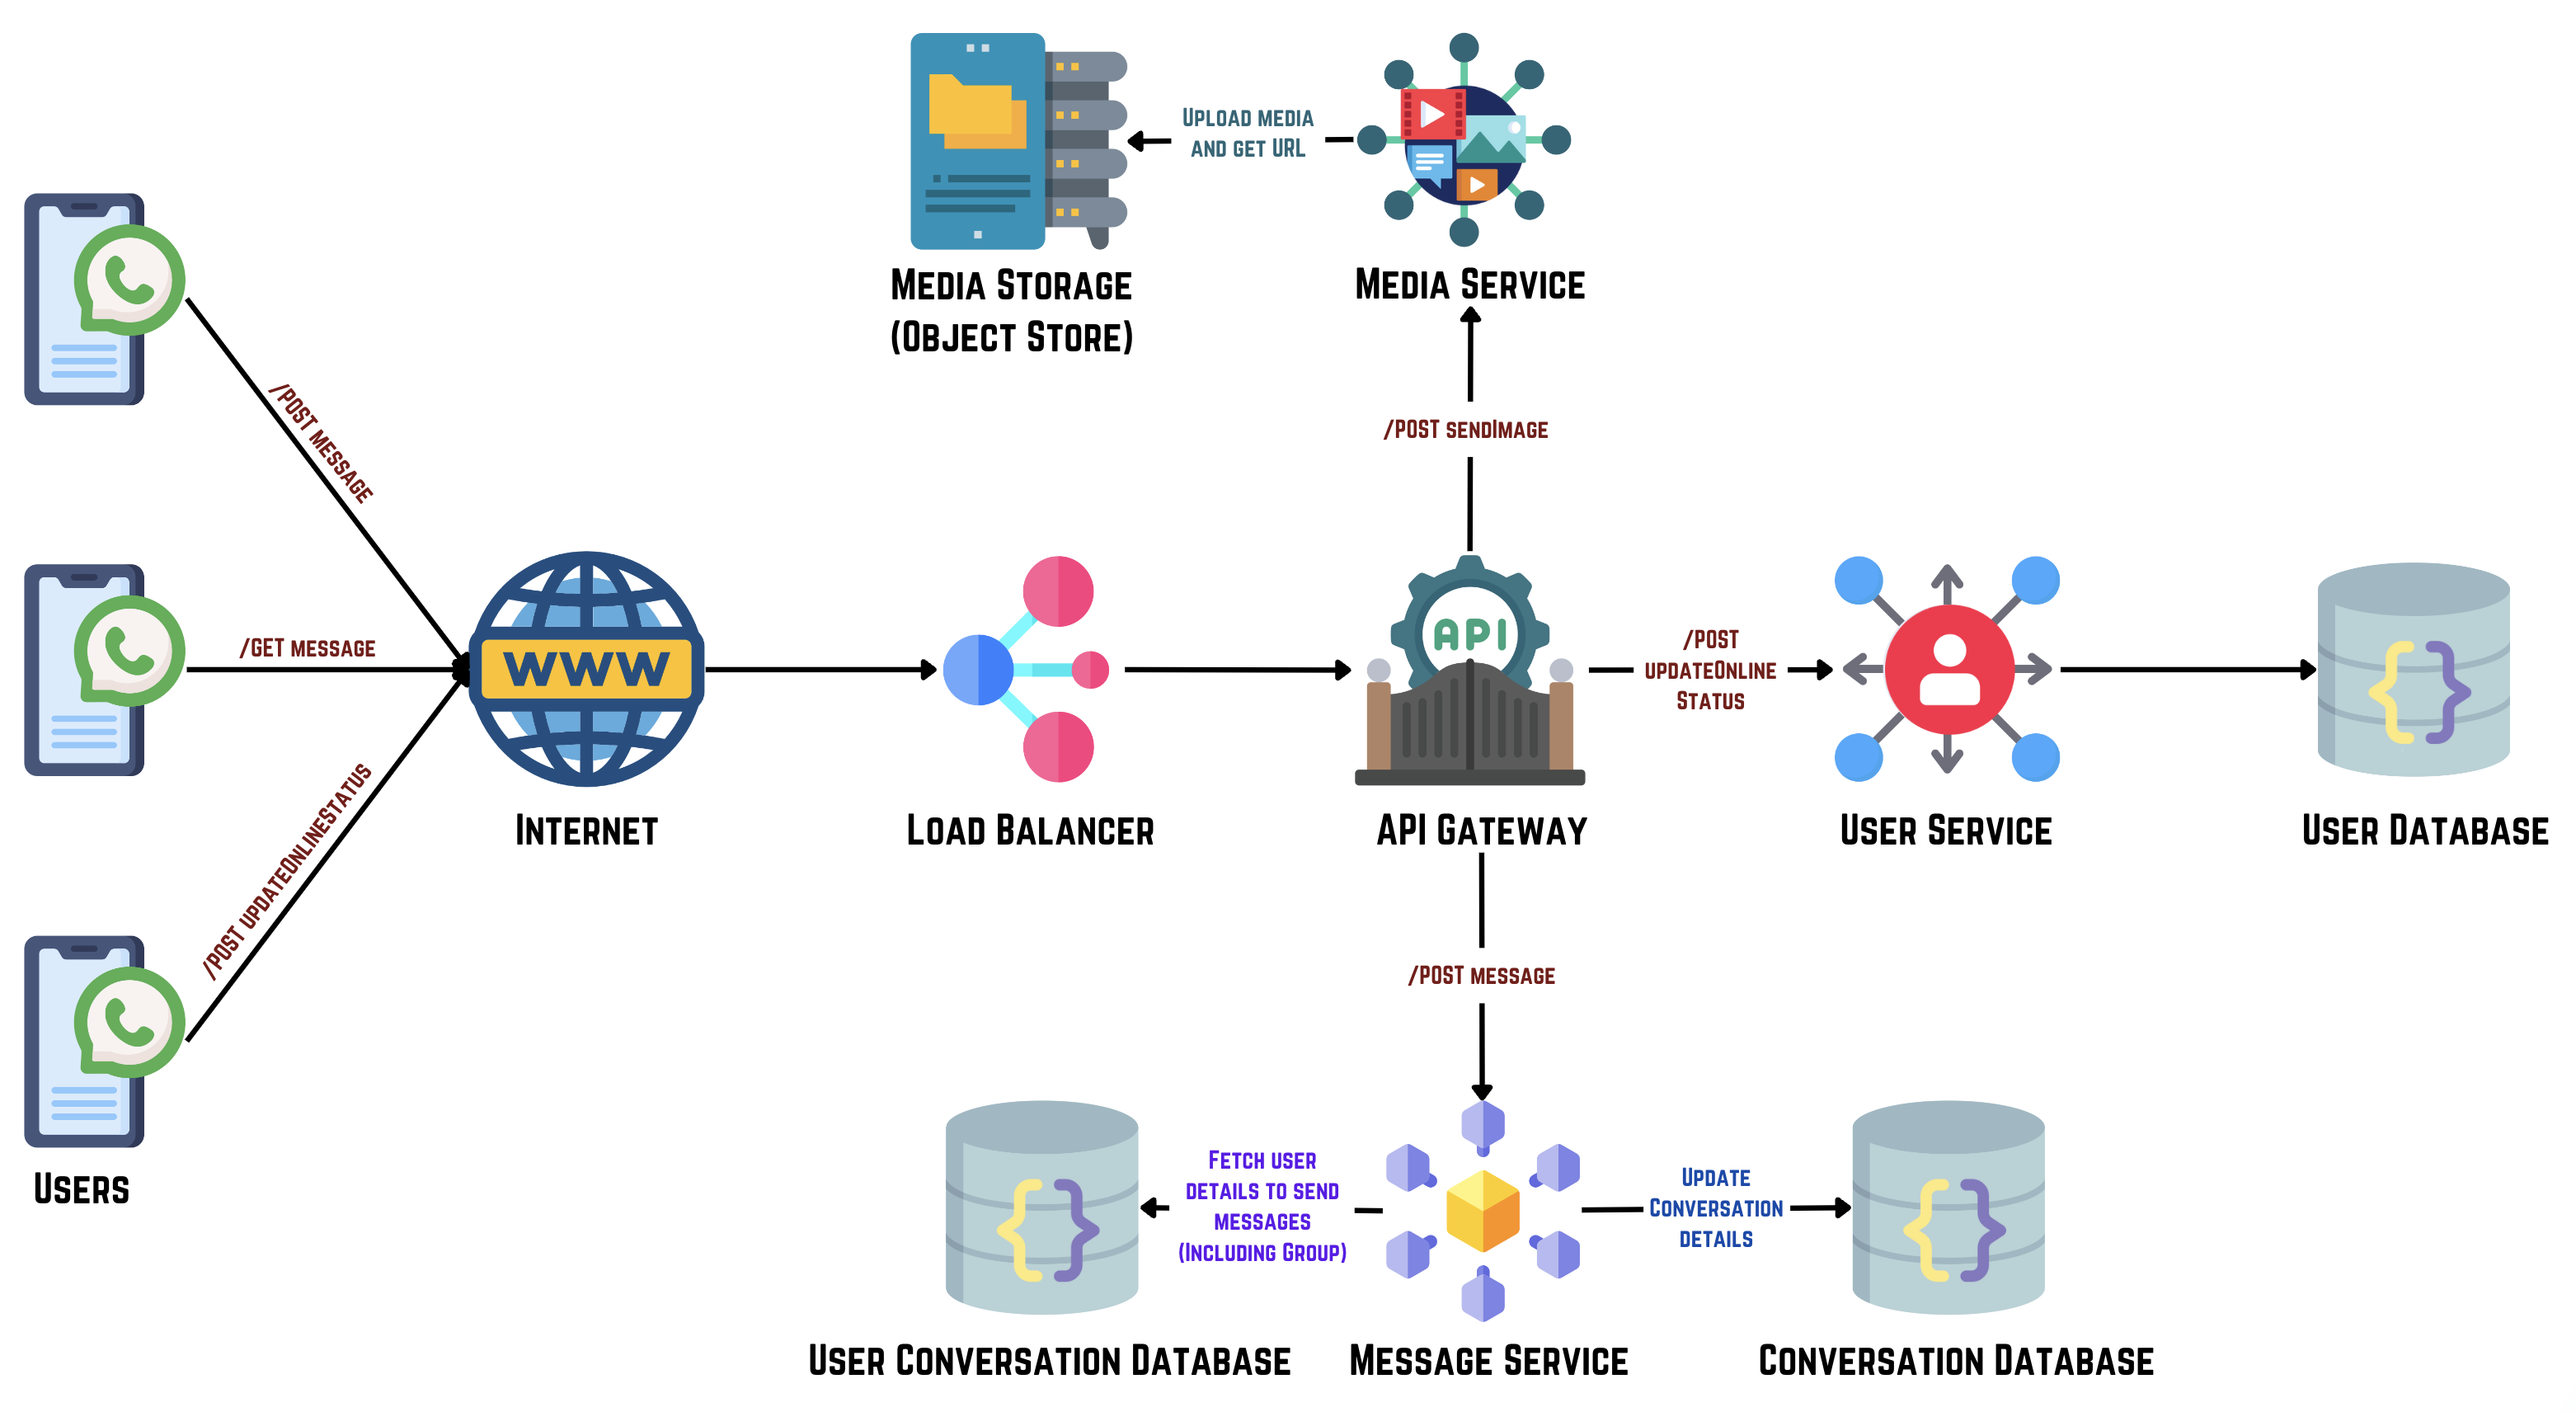 Upload media
and get URL
Media Storage
(Object Store)
Media Service
/POST message
/POST sendImage
/GET message
WWW
API
/POST
updateOnline
Status
/POST updateOnlineStatus
Internet
Load Balancer
API Gateway
User Service
User Database
/POST message
Users
Fetch user
details to send
messages
(Including Group)
Update
Conversation
details
User Conversation Database
Message Service
Conversation Database